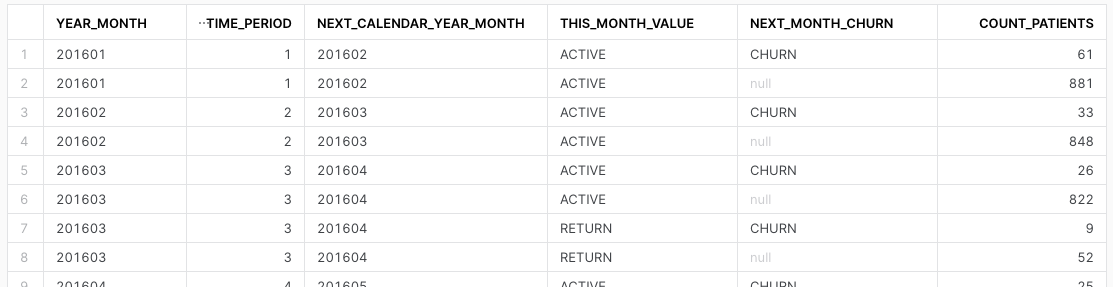 YEAR_MONTH ··TIME_PERIOD NEXT_CALENDAR_YEAR_MONTH THIS_MONTH_VALUE NEXT_MONTH_CHURN COUNT_PATIENTS
1 201601 1 201602 ACTIVE CHURN 61
2 201601 1 201602 ACTIVE null 881
3 201602 2 201603 ACTIVE CHURN 33
4 201602 2 201603 ACTIVE null 848
5 201603 3 201604 ACTIVE CHURN 26
6 201603 3 201604 ACTIVE null 822
7 201603 3 201604 RETURN CHURN 9
8 201603 3 201604 RETURN null 52
9 201604 4 201605 ACTIVE CHURN 25